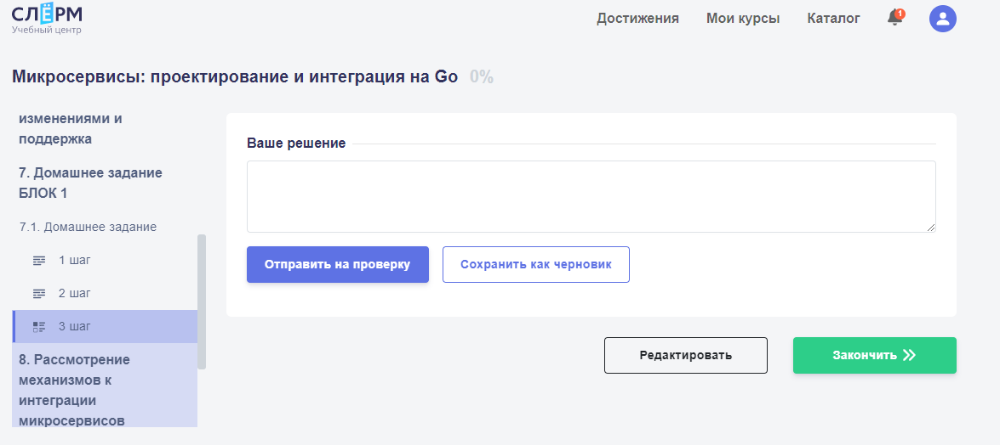 СЛЁРМ
Учебный центр
Достижения
Мои курсы
Каталог
1
Микросервисы: проектирование и интеграция на Go 0%
изменениями и
поддержка
7. Домашнее задание
БЛОК 1
7.1. Домашнее задание
1 шаг
2 шаг
3 шаг
8. Рассмотрение
механизмов к
интеграции
микросервисов
Ваше решение
Отправить на проверку
Сохранить как черновик
Редактировать
Закончить